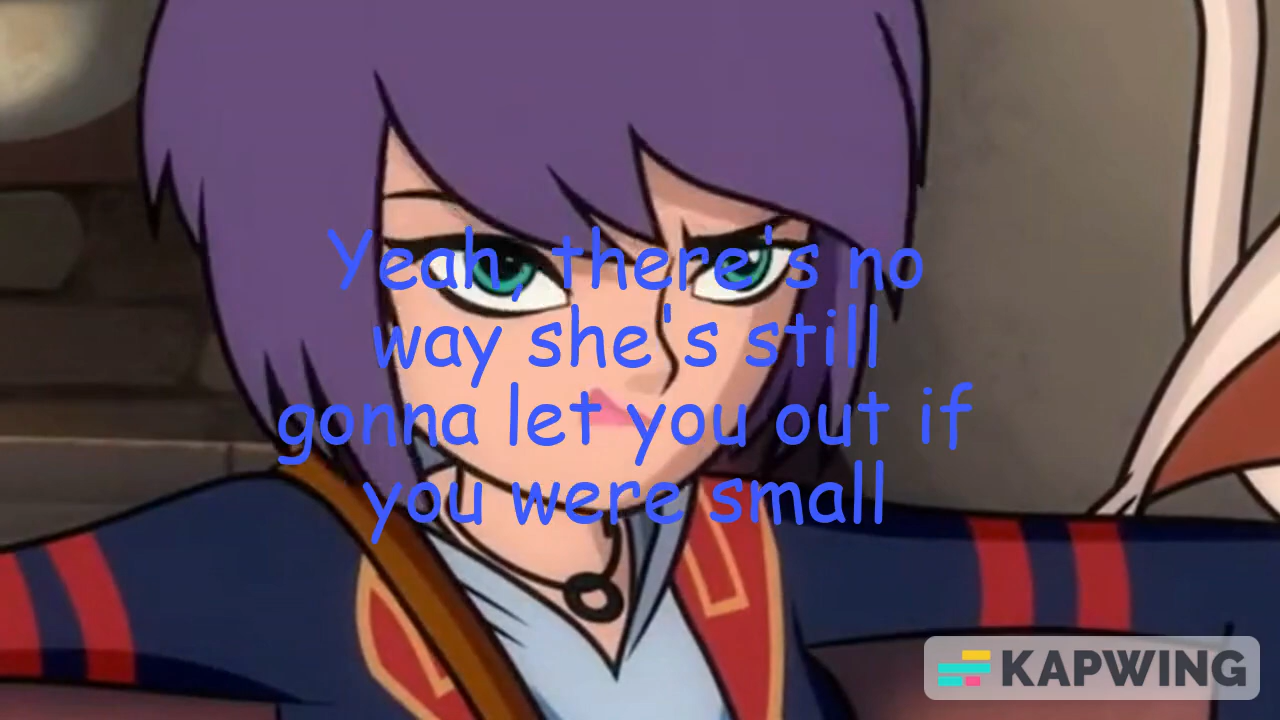 Yeah, there's no
way she's still
gonna let you out if
you were small
KAPWING